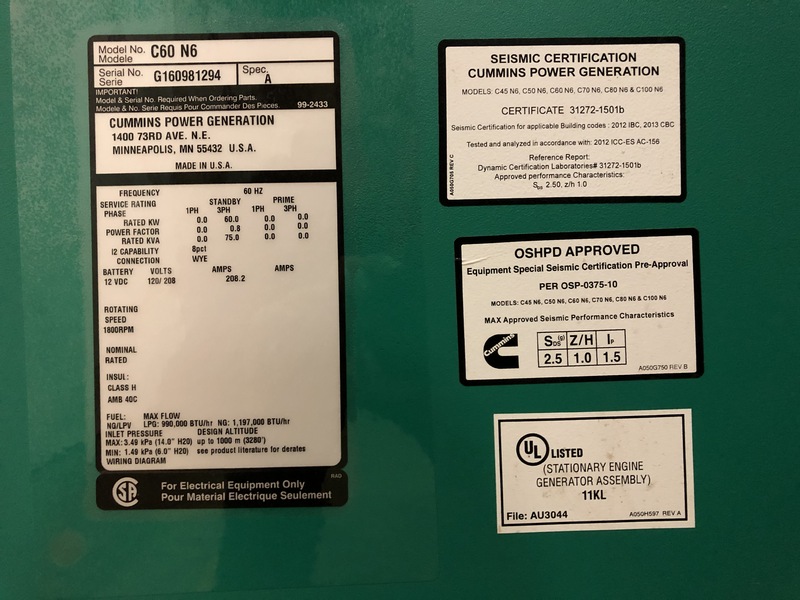 Model No. C60 N6
Modele
Serial No. G160981294 Spec. A
Serie
IMPORTANT!
Model & Serial No. Required When Ordering Parts.
Modele & No. Serie Requis Pour Commander Des Pieces. 99-2433
CUMMINS POWER GENERATION
1400 73RD AVE. N.E.
MINNEAPOLIS, MN 55432 U.S.A.
MADE IN U.S.A.
FREQUENCY 60 HZ
SERVICE RATING STANDBY PRIME
PHASE 1PH 3PH 1PH 3PH
RATED KW 0.0 60.0 0.0 0.0
POWER FACTOR 0.0 0.8 0.0 0.0
RATED KVA 0.0 75.0 0.0 0.0
I2 CAPABILITY 8pct
CONNECTION WYE
BATTERY VOLTS AMPS AMPS
12 VDC 120/ 208 208.2
ROTATING
SPEED
1800RPM
NOMINAL
RATED
INSUL:
CLASS H
AMB 40C
FUEL: MAX FLOW
NG/LPV LPG: 990,000 BTU/hr NG: 1,197,000 BTU/hr
INLET PRESSURE DESIGN ALTITUDE
MAX: 3.49 kPa (14.0" H20) up to 1000 m (3280')
MIN: 1.49 kPa (6.0" H20) see product literature for derates
WIRING DIAGRAM
RAD
CSA
For Electrical Equipment Only
Pour Material Electrique Seulement
SEISMIC CERTIFICATION
CUMMINS POWER GENERATION
MODELS: C45 N6, C50 N6, C60 N6, C70 N6, C80 N6 & C100 N6
CERTIFICATE 31272-1501b
Seismic Certification for applicable Building codes : 2012 IBC, 2013 CBC
Tested and analyzed in accordance with: 2012 ICC-ES AC-156
Reference Report:
Dynamic Certification Laboratories# 31272-1501b
Approved performance Characteristics:
SDS 2.50, z/h 1.0
A050G765 REV C
OSHPD APPROVED
Equipment Special Seismic Certification Pre-Approval
PER OSP-0375-10
MODELS: C45 N6, C50 N6, C60 N6, C70 N6, C80 N6 & C100 N6
MAX Approved Seismic Performance Characteristics
Cummins
SDS(g) Z/H IP
2.5 1.0 1.5
A050G750 REV B
UL LISTED
(STATIONARY ENGINE
GENERATOR ASSEMBLY)
11KL
File: AU3044 A050H597 REV A